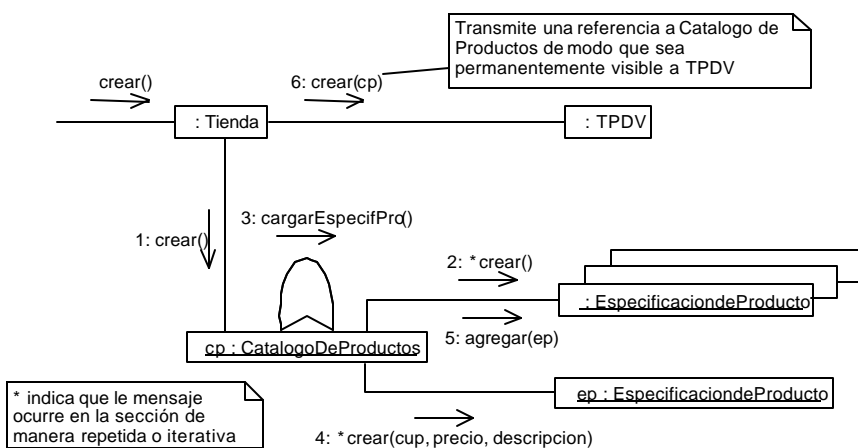 Transmite una referencia a Catalogo de
Productos de modo que sea
permanentemente visible a TPDV
crear()
6: crear(cp)
: Tienda
: TPDV
3: cargarEspecifPro()
1: crear()
2: *crear()
: EspecificaciondeProducto
5: agregar(ep)
cp : CatalogoDeProductos
* indica que le mensaje
ocurre en la sección de
manera repetida o iterativa
ep : EspecificaciondeProducto
4: *crear(cup, precio, descripcion)